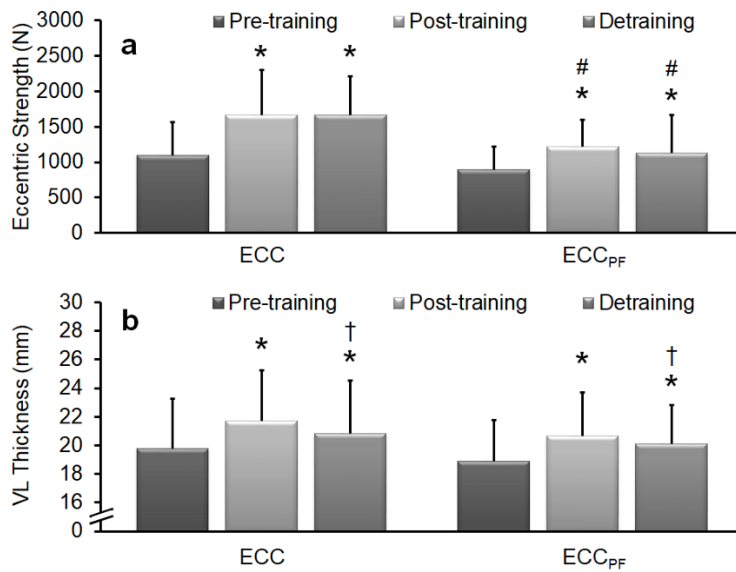 Pre-training Post-training Detraining
a
Eccentric Strength (N)
3000
2500
2000
1500
1000
500
0
* *
# #
* *
ECC ECCPF
Pre-training Post-training Detraining
b
VL Thickness (mm)
30
28
26
24
22
20
18
16
0
† †
* * * *
ECC ECCPF